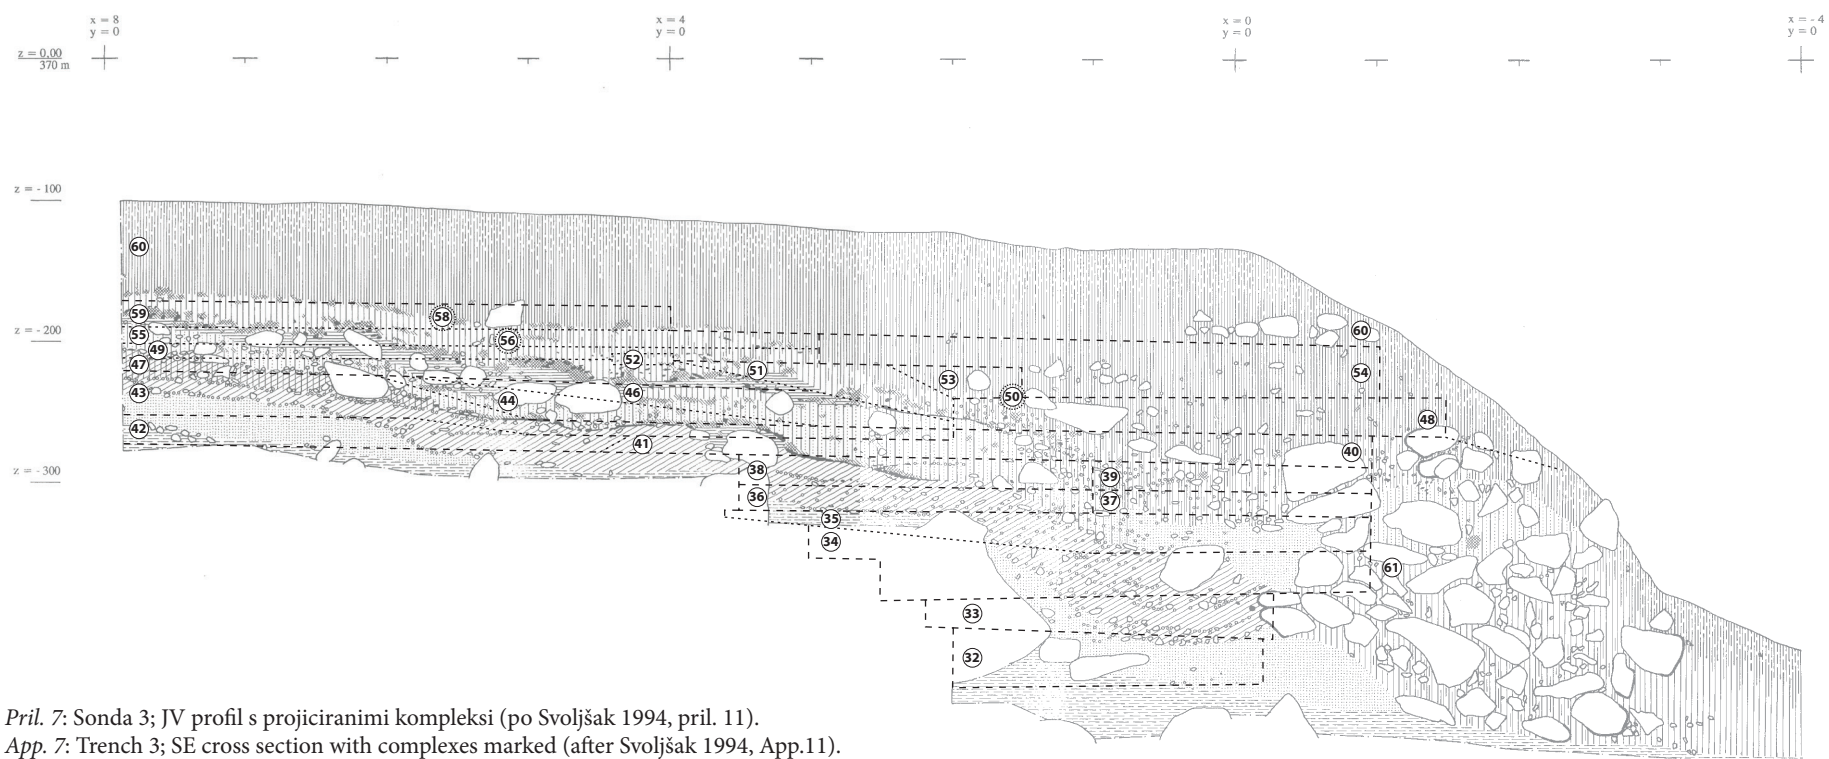 x = 8
y = 0
x = 4
y = 0
x = 0
y = 0
x = - 4
y = 0
z = 0,00
370 m
z = - 100
z = - 200
z = - 300
60
59
58
55
56
49
52
51
47
46
44
43
42
41
53
50
60
54
48
40
39
38
37
36
35
34
61
33
32
Pril. 7: Sonda 3; JV profil s projiciranimi kompleksi (po Svoljšak 1994, pril. 11).
App. 7: Trench 3; SE cross section with complexes marked (after Svoljšak 1994, App.11).